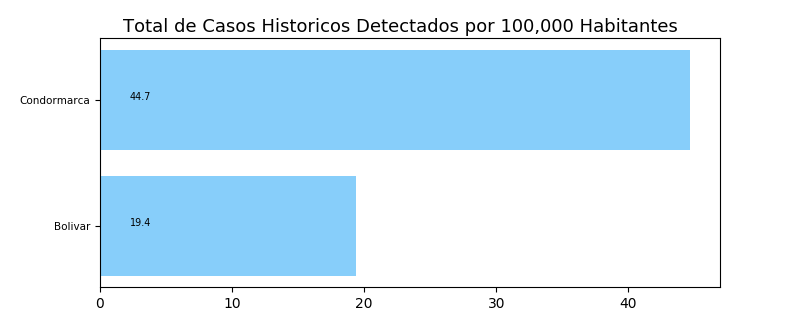 Total de Casos Historicos Detectados por 100,000 Habitantes
Condormarca
44.7
Bolivar
19.4
0 10 20 30 40